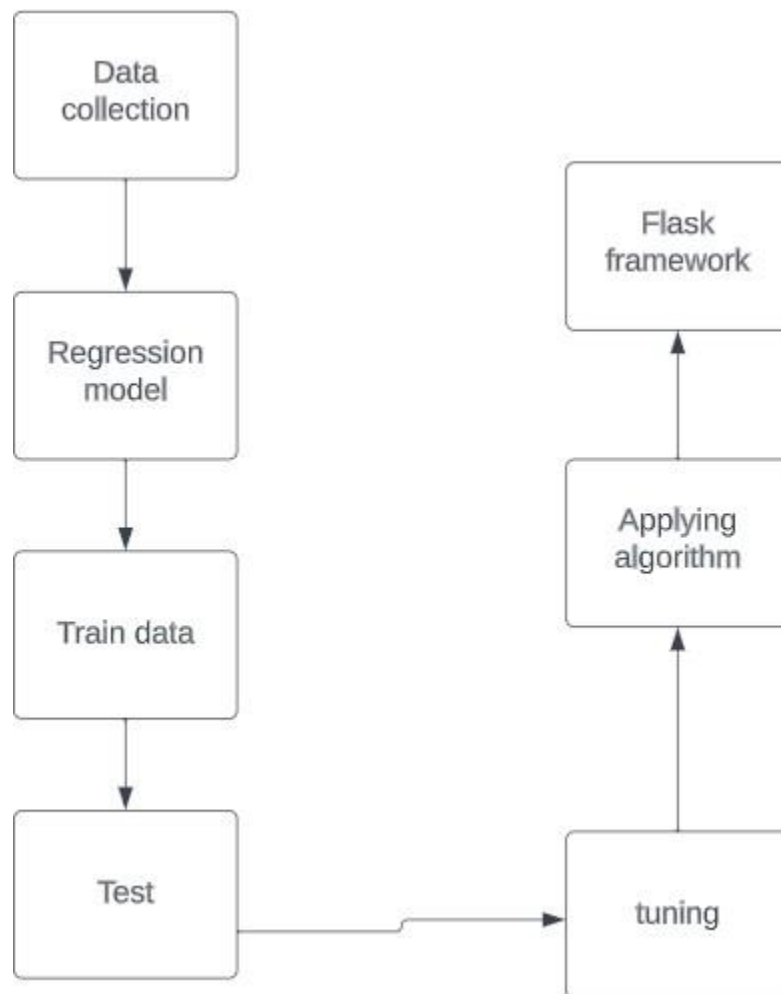 Data
collection
Regression
model
Train data
Test
tuning
Applying
algorithm
Flask
framework